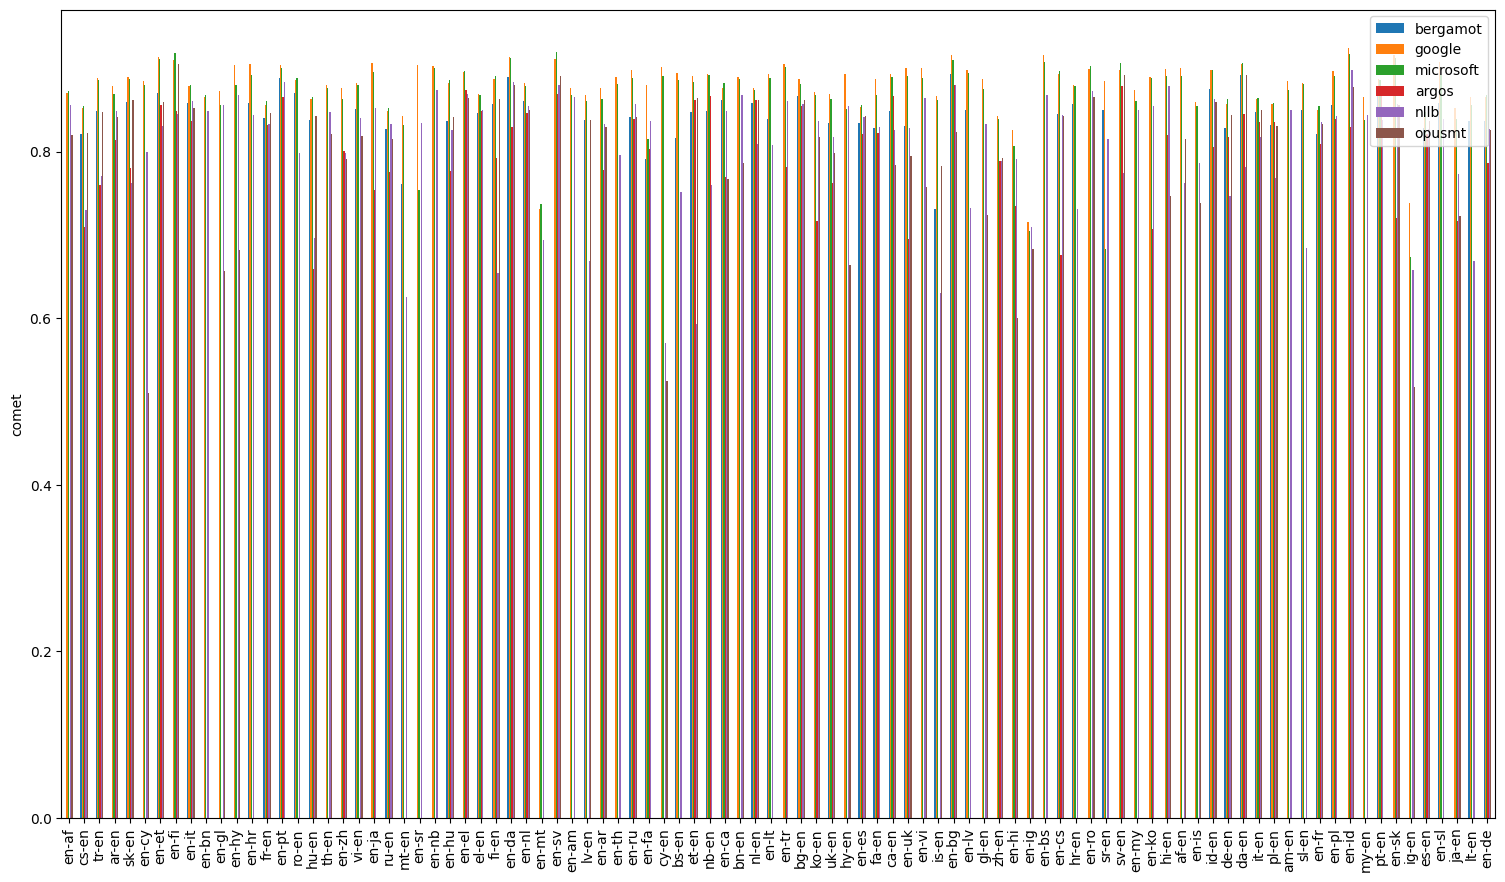 bergamot
google
microsoft
argos
nllb
opusmt
comet
0.8
0.6
0.4
0.2
0.0
en-af
cs-en
tr-en
ar-en
sk-en
en-cy
en-et
en-fi
en-it
en-bn
en-gl
en-hy
en-hr
fr-en
en-pt
ro-en
hu-en
th-en
en-zh
vi-en
en-ja
ru-en
mt-en
en-sr
en-nb
en-hu
en-el
el-en
fi-en
en-da
en-nl
en-mt
en-sv
en-am
lv-en
en-ar
en-th
en-ru
en-fa
cy-en
bs-en
et-en
nb-en
en-ca
bn-en
nl-en
en-lt
en-tr
bg-en
ko-en
uk-en
hy-en
en-es
fa-en
ca-en
en-uk
en-vi
is-en
en-bg
en-lv
gl-en
zh-en
en-hi
en-ig
en-bs
en-cs
hr-en
en-ro
sr-en
sv-en
en-my
en-ko
hi-en
af-en
en-is
id-en
de-en
da-en
it-en
pl-en
am-en
sl-en
en-fr
en-pl
en-id
my-en
pt-en
en-sk
ig-en
es-en
en-sl
ja-en
lt-en
en-de